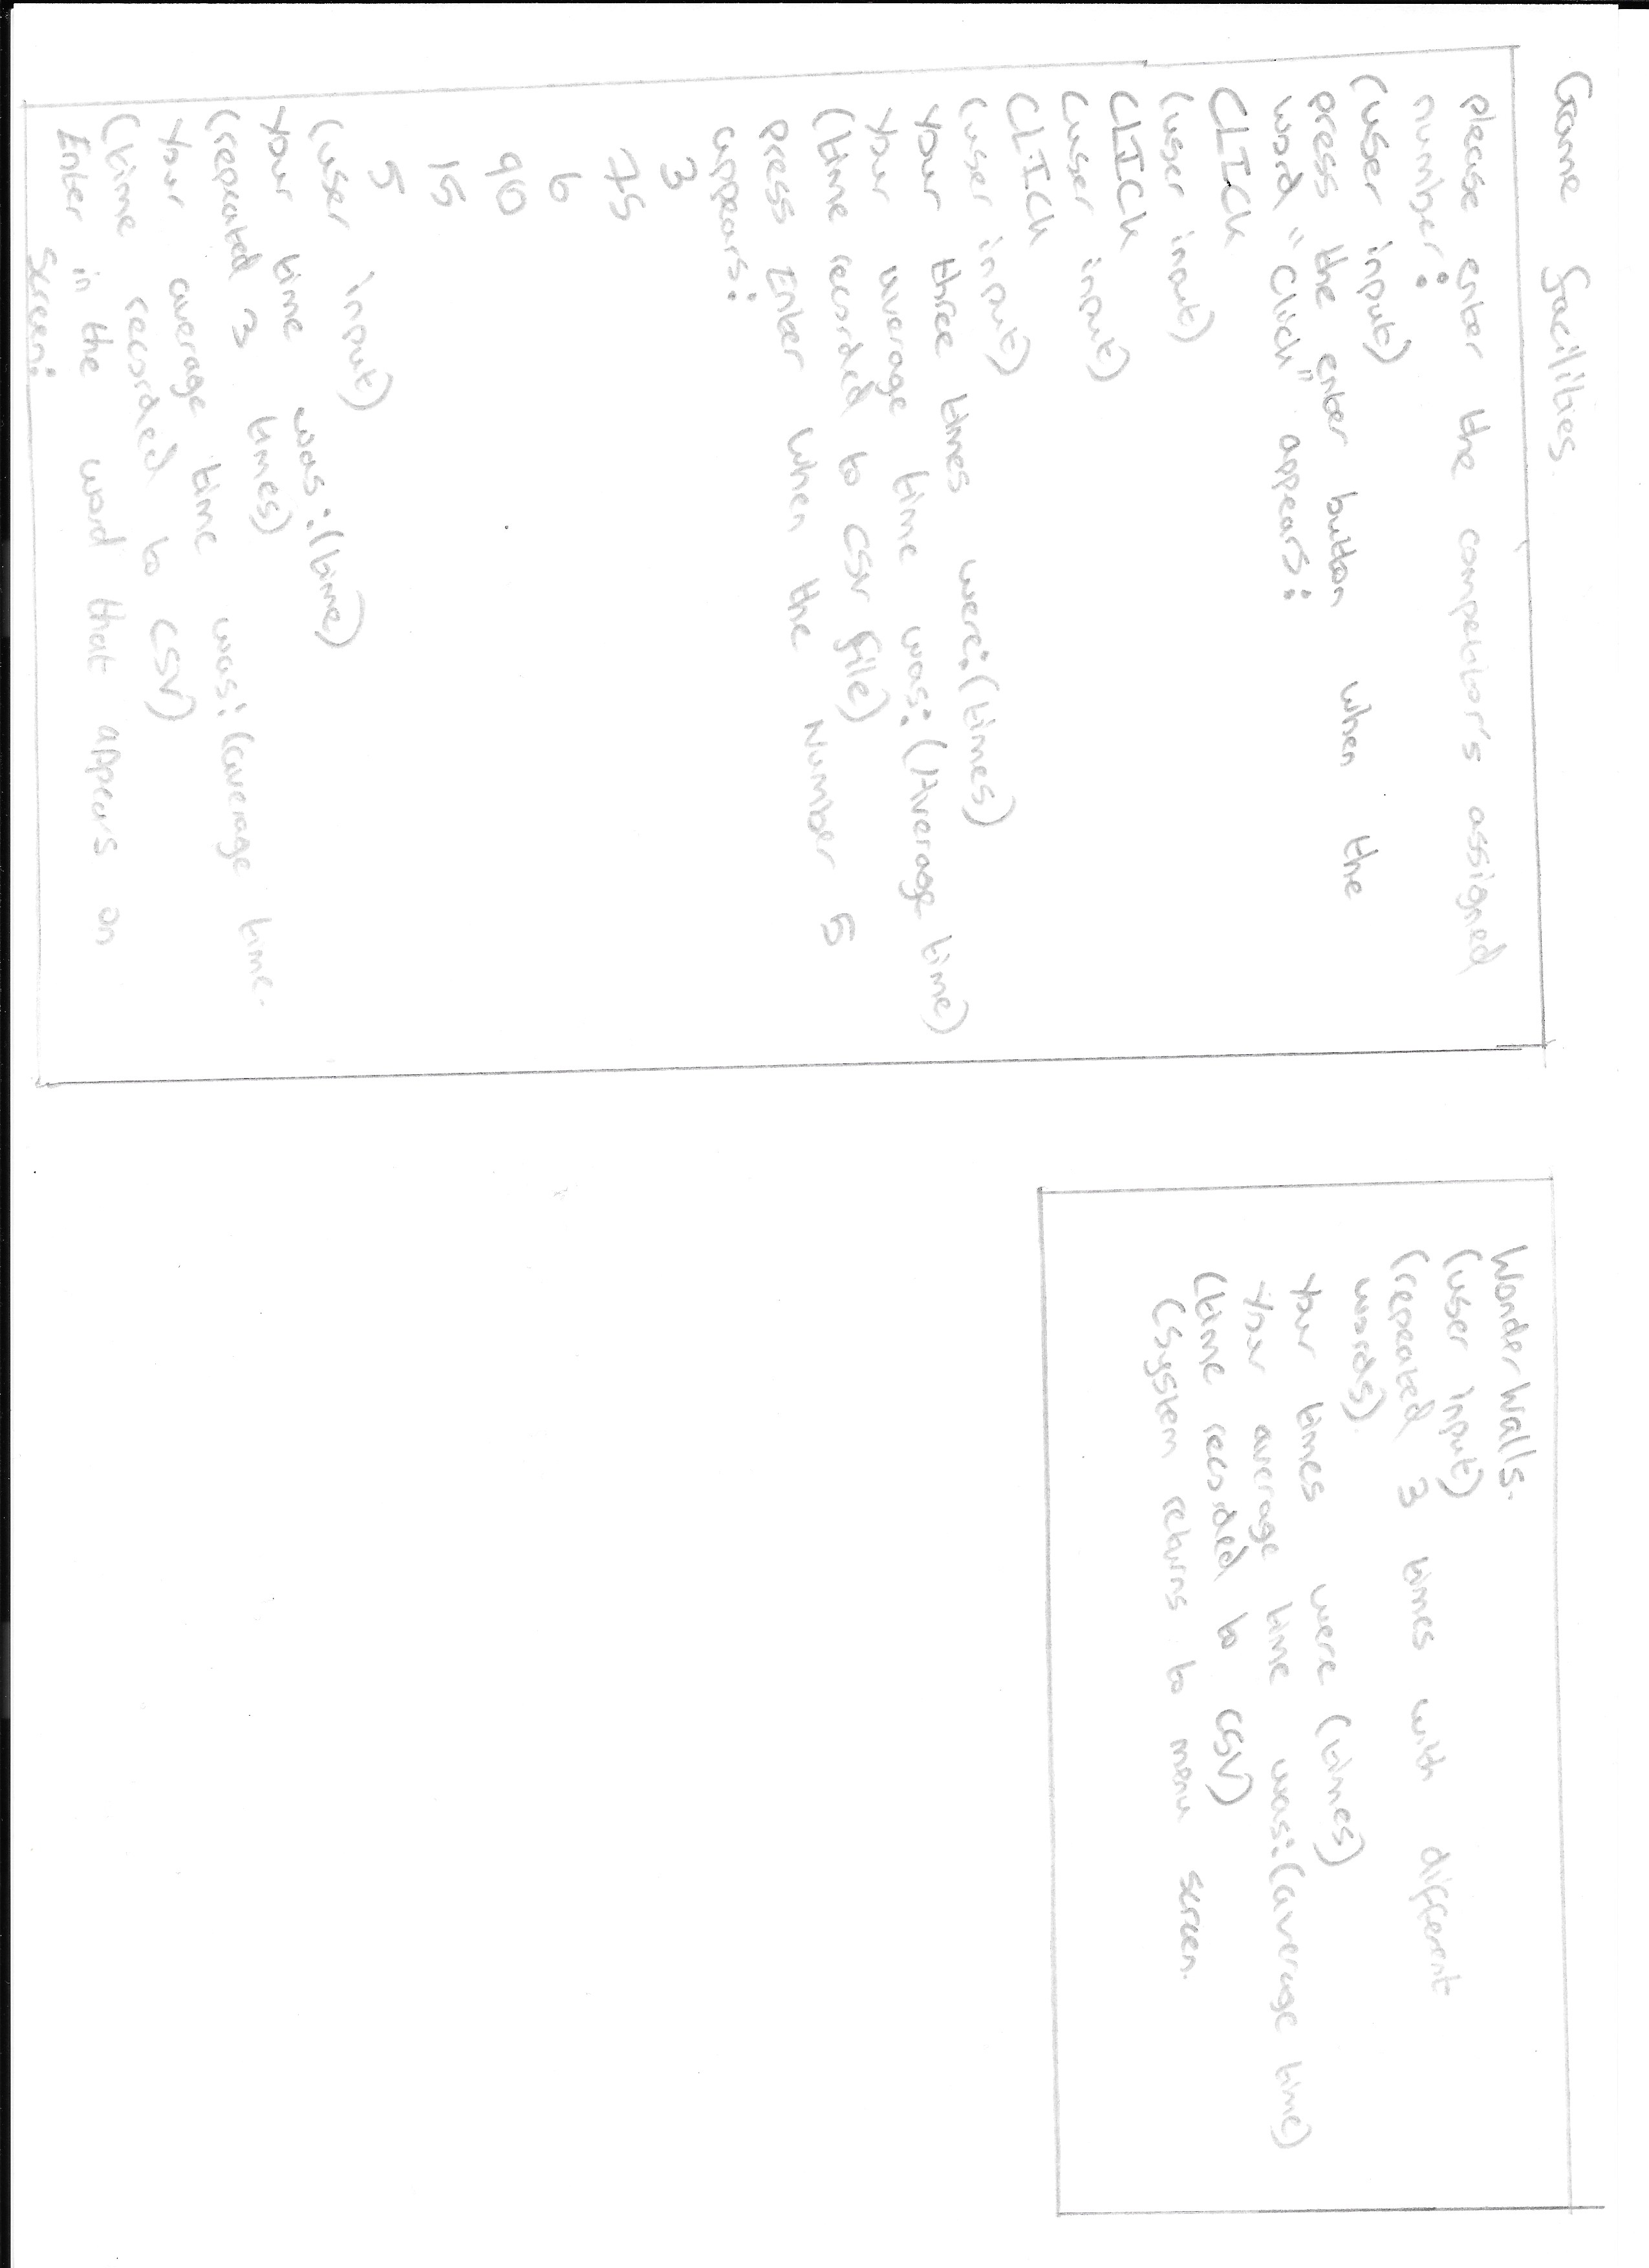 Game facilities.
please enter the competitor's assigned
number:
(user input)
press the enter button when the
word "Click" appears:
CLICK
(user input)
CLICK
(user input)
CLICK
(user input)
your three times were:(times)
your average time was:(Average time)
(time recorded to CSV file)
press Enter when the Number 5
appears:
3
75
6
90
15
5
(user input)
your time was:(time)
(repeated 3 times)
your average time was:(average time.
(time recorded to CSV)
Enter in the word that appears on
Screen:
Wonder Walls.
(user input)
(repeated 3 times with different
words)
your times were (times)
your average time was:(average time)
(time recorded to CSV)
(System returns to menu screen.